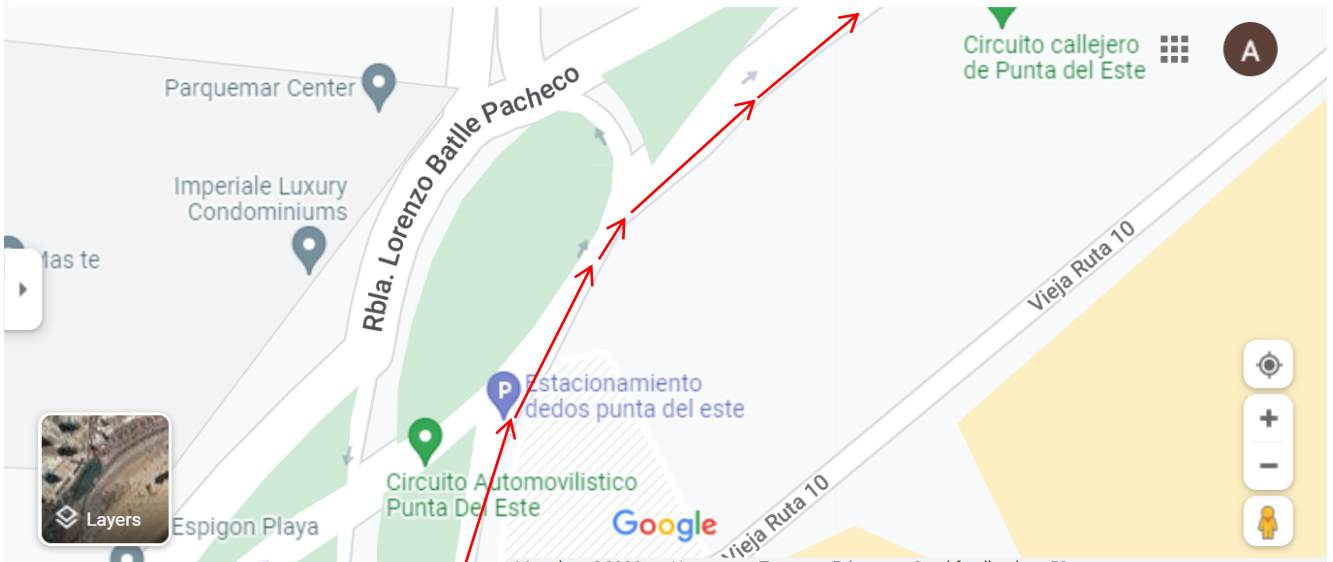 Circuito callejero
de Punta del Este
A
Parquemar Center
Rbla. Lorenzo Batlle Pacheco
Imperiale Luxury
Condominiums
Mas te
Vieja Ruta 10
P
Estacionamiento
dedos punta del este
Circuito Automovilistico
Punta Del Este
Layers
Espigon Playa
Google
Vieja Ruta 10